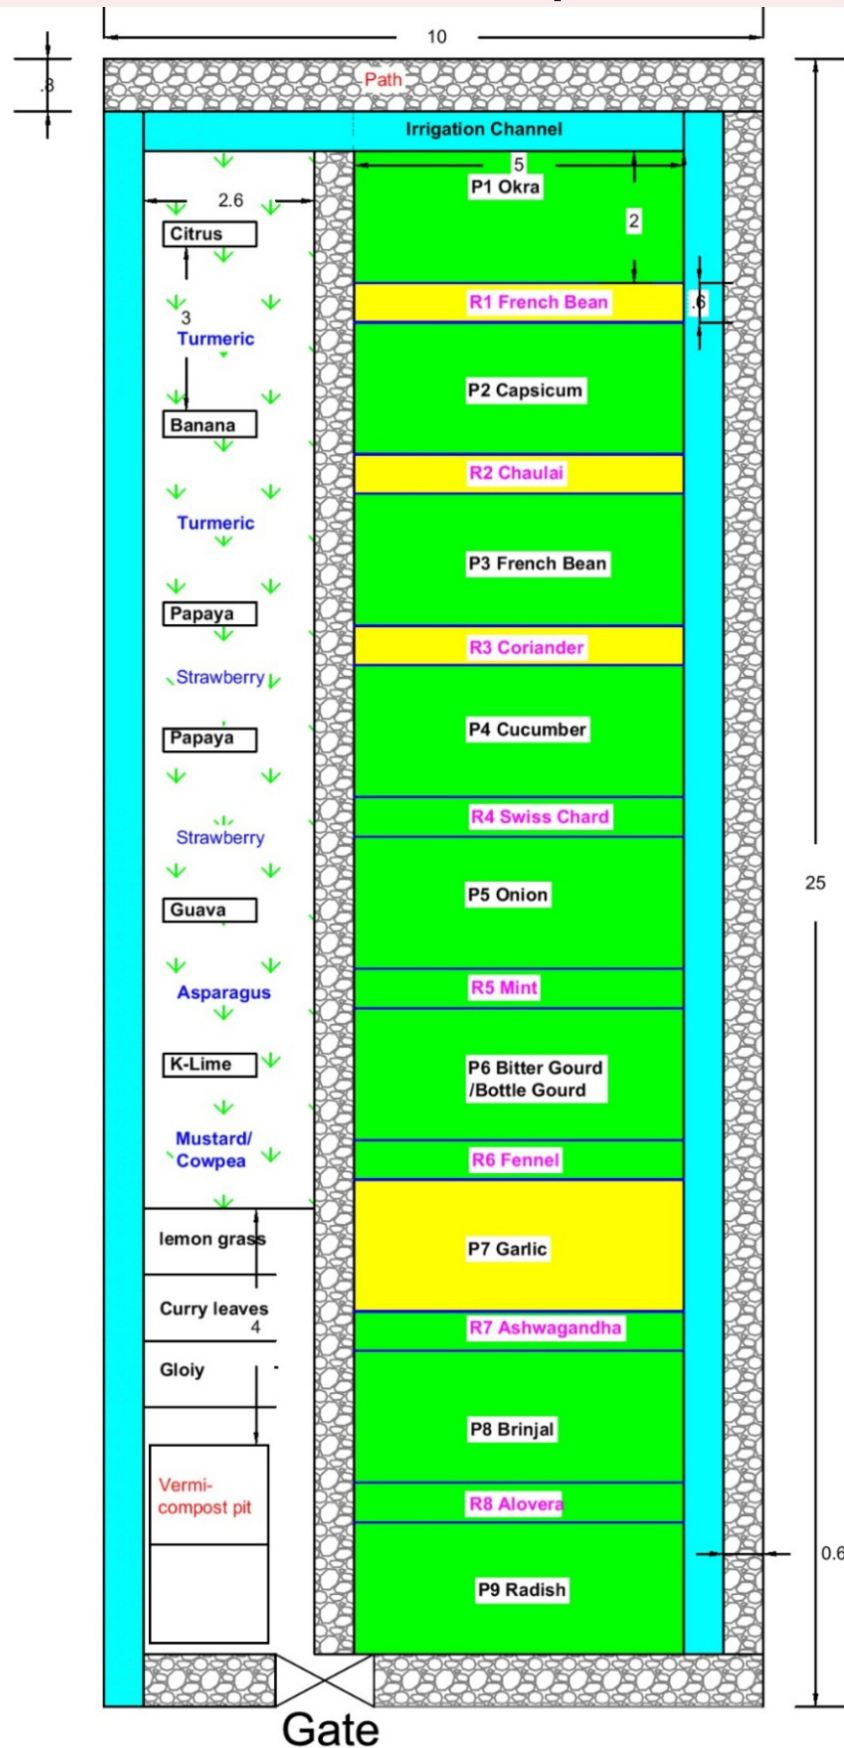 10
.8
Path
Irrigation Channel
5
P1 Okra
2.6
2
Citrus
R1 French Bean
.6
3
Turmeric
P2 Capsicum
Banana
R2 Chaulai
Turmeric
P3 French Bean
Papaya
R3 Coriander
Strawberry
P4 Cucumber
Papaya
R4 Swiss Chard
Strawberry
25
P5 Onion
Guava
R5 Mint
Asparagus
K-Lime
P6 Bitter Gourd
/Bottle Gourd
Mustard/
Cowpea
R6 Fennel
lemon grass
P7 Garlic
Curry leaves
4
R7 Ashwagandha
Gloiy
P8 Brinjal
Vermi-
compost pit
R8 Alovera
0.6
P9 Radish
Gate